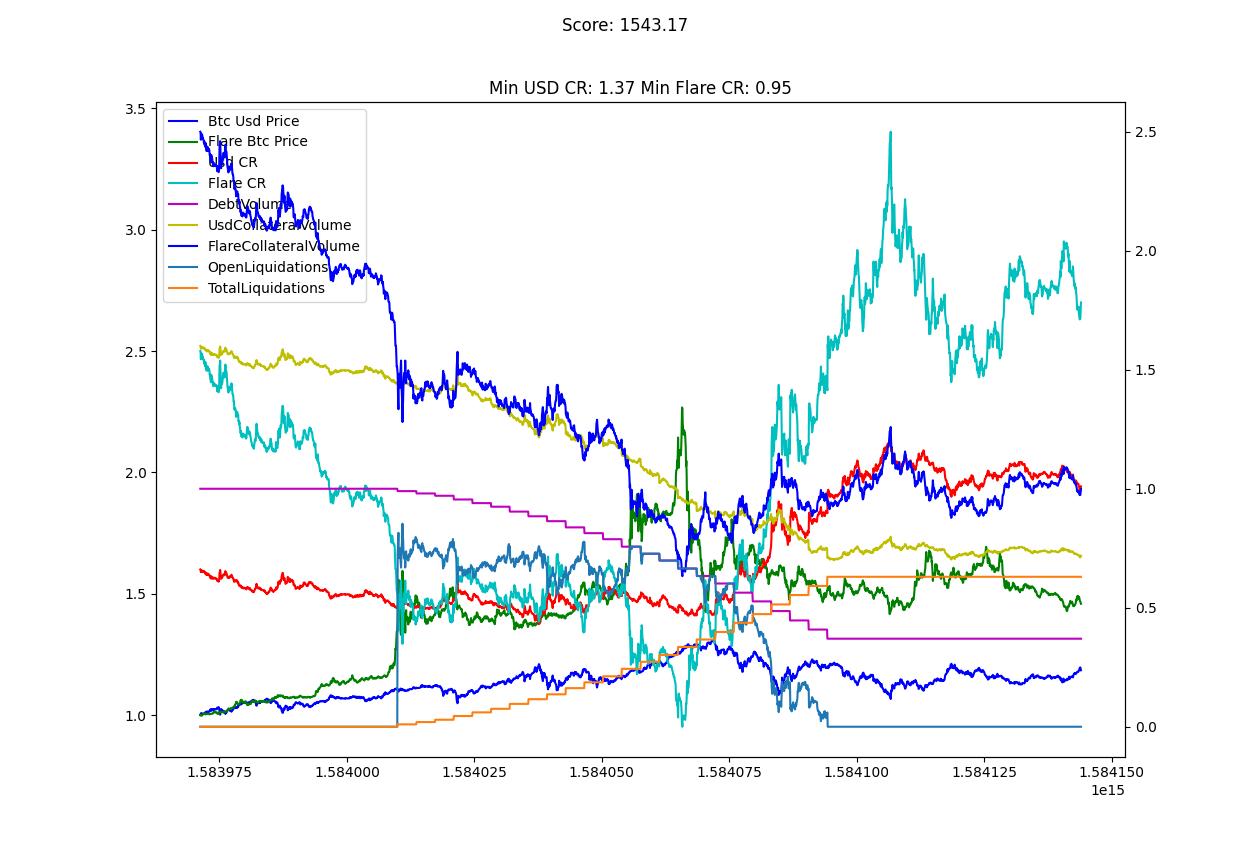 Score: 1543.17
Min USD CR: 1.37 Min Flare CR: 0.95
3.5
3.0
2.5
2.0
1.5
1.0
Btc Usd Price
Flare Btc Price
Usd CR
Flare CR
DebtVolume
UsdCollateralVolume
FlareCollateralVolume
OpenLiquidations
TotalLiquidations
2.5
2.0
1.5
1.0
0.5
0.0
1.583975 1.584000 1.584025 1.584050 1.584075 1.584100 1.584125 1.584150
1e15